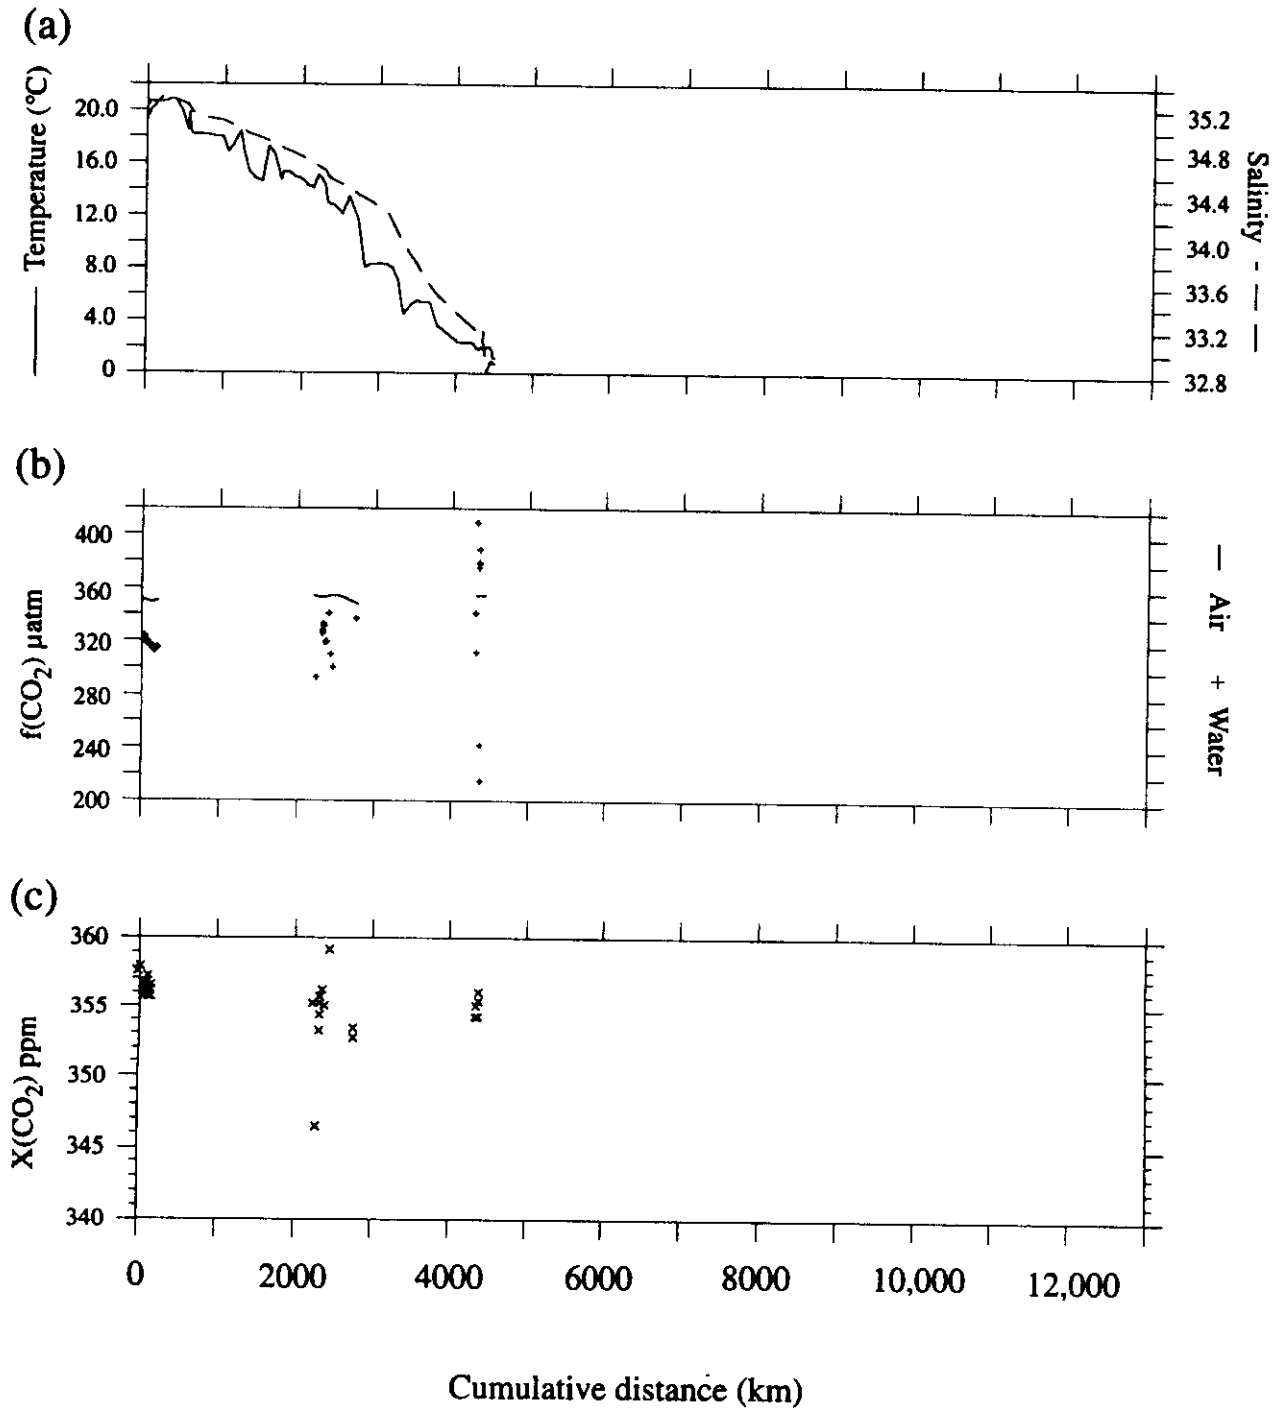 (a)
Temperature (°C)
20.0
16.0
12.0
8.0
4.0
0
35.2
34.8
34.4
34.0
33.6
33.2
32.8
Salinity
(b)
f(CO2) µatm
400
360
320
280
240
200
— Air + Water
(c)
X(CO2) ppm
360
355
350
345
340
0 2000 4000 6000 8000 10,000 12,000
Cumulative distance (km)